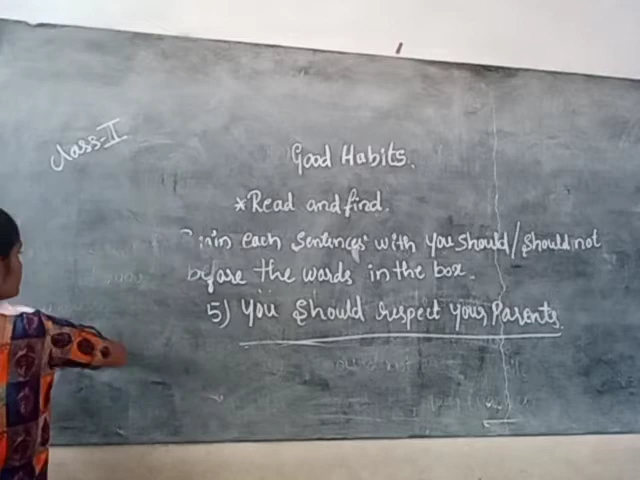 Class-II
Good Habits.
*Read and find.
each Sentences with you should/should not
before the words in the box.
5) you should respect your Parents.